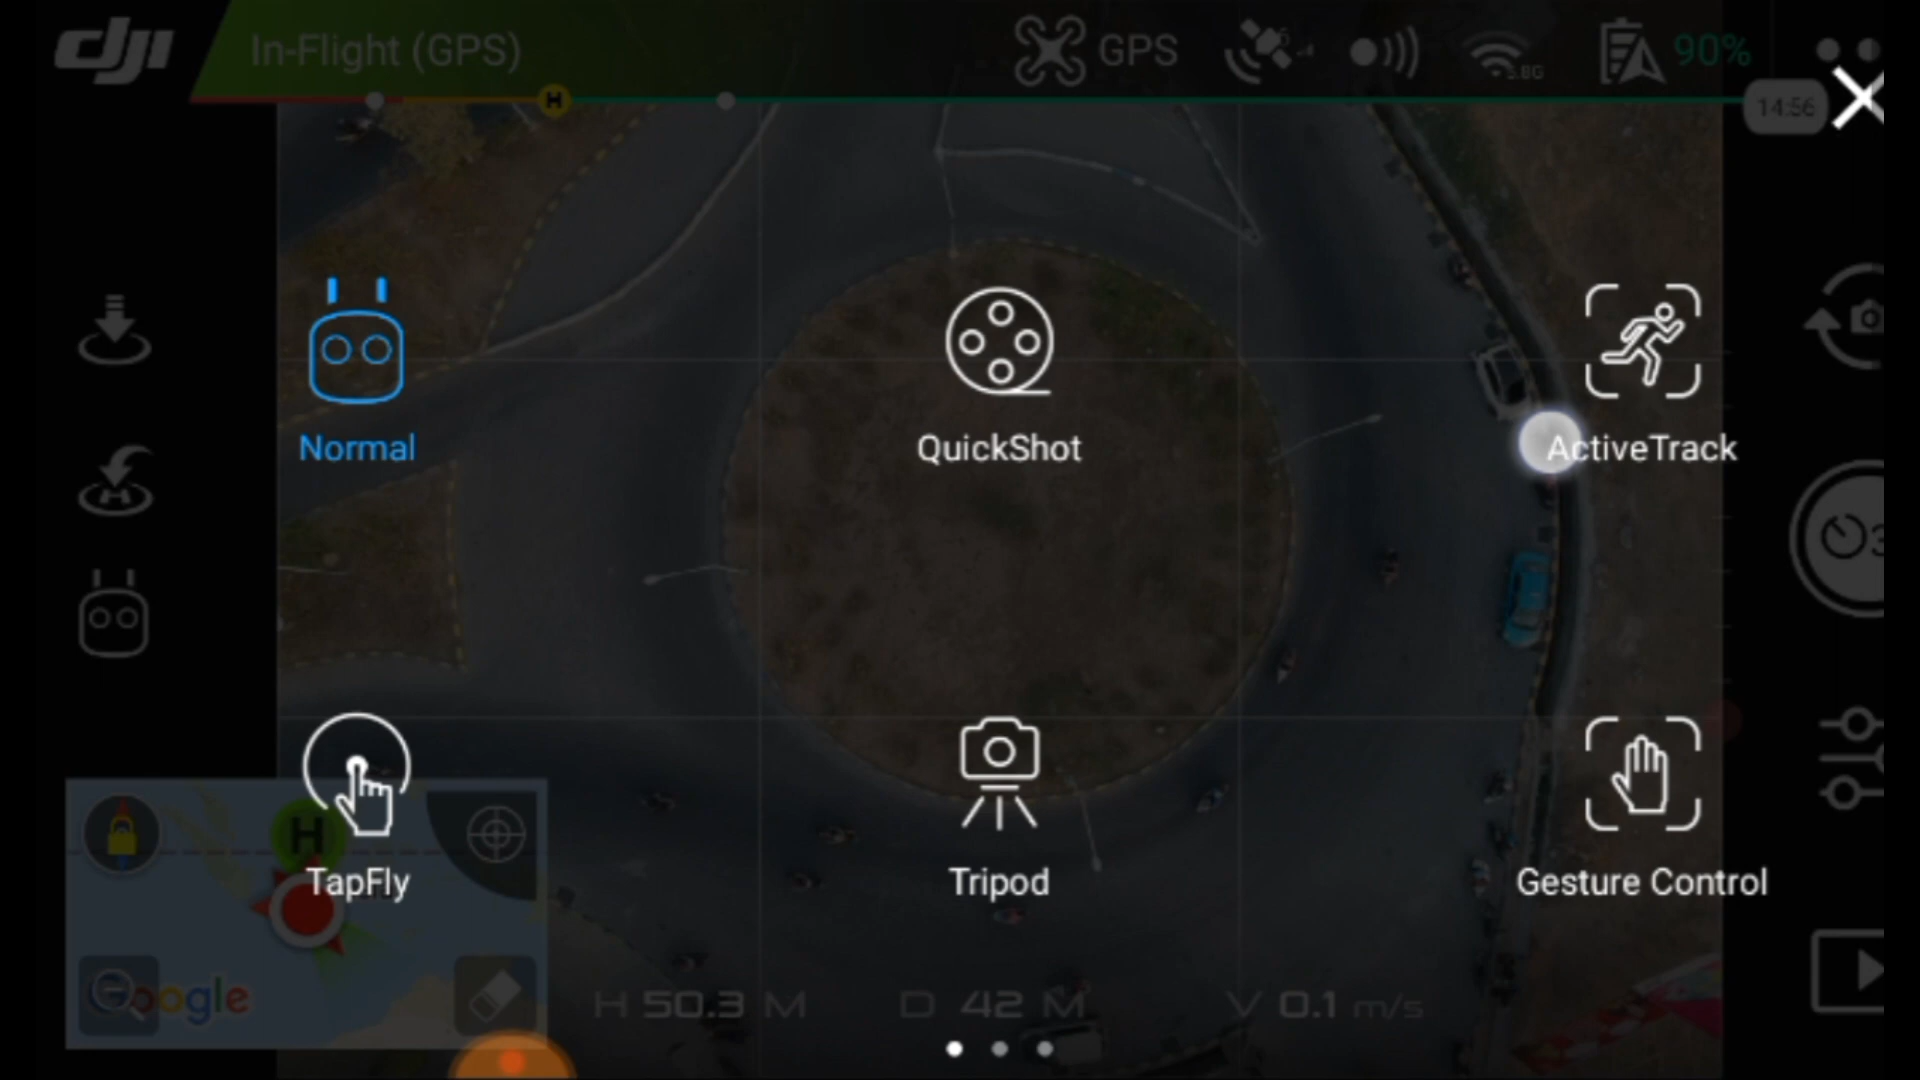 dji In-Flight (GPS) GPS 90%
H
14:56
Normal QuickShot ActiveTrack
H
TapFly Tripod Gesture Control
Google H 50.3 M D 42 M V 0.1 m/s